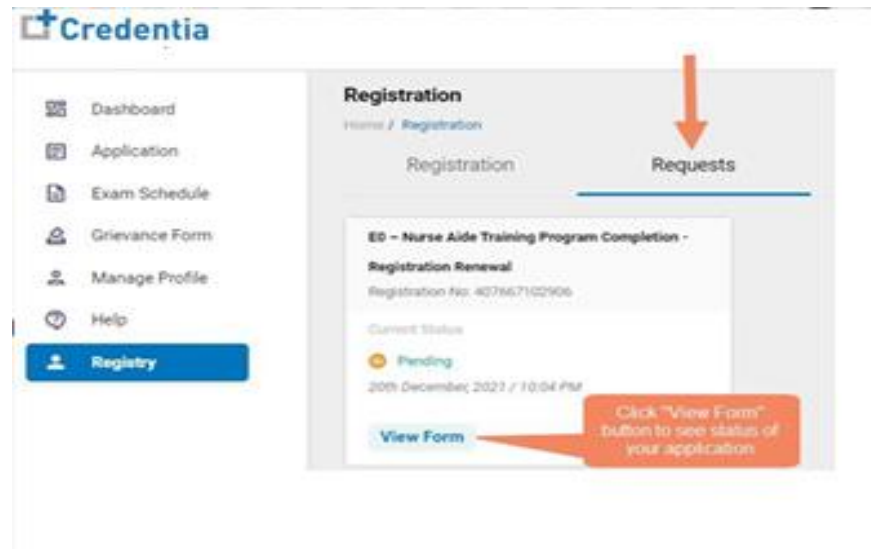 Credentia
Dashboard
Application
Exam Schedule
Grievance Form
Manage Profile
Help
Registry
Registration
Home / Registration
Registration
Requests
E0 – Nurse Aide Training Program Completion -
Registration Renewal
Registration No: 407667102906
Current Status
Pending
20th December, 2021 / 10:04 PM
View Form
Click "View Form"
button to see status of
your application